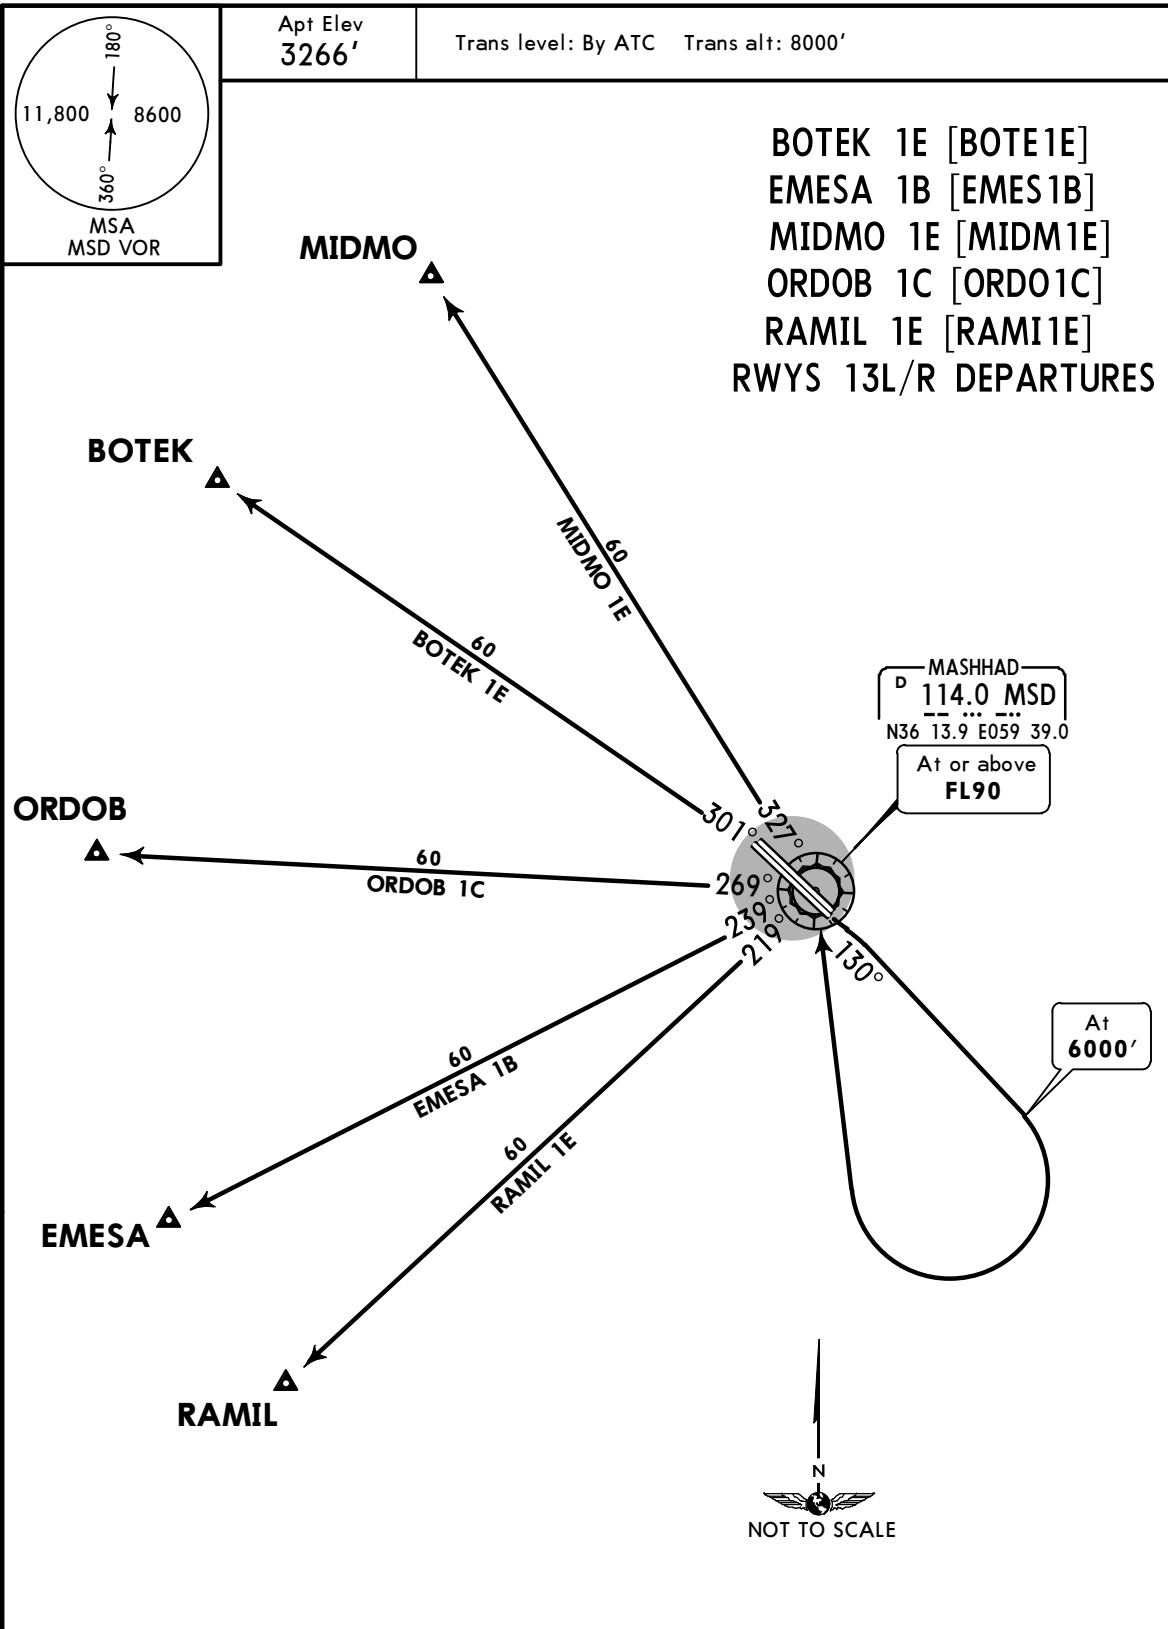 180°
11,800
8600
360°
MSA
MSD VOR
Apt Elev
3266'
Trans level: By ATC Trans alt: 8000'
BOTEK 1E [BOTE1E]
EMESA 1B [EMES1B]
MIDMO 1E [MIDM1E]
ORDOB 1C [ORDO1C]
RAMIL 1E [RAMI1E]
RWYS 13L/R DEPARTURES
MIDMO
BOTEK
60
MIDMO 1E
60
BOTEK 1E
MASHHAD
D 114.0 MSD
N36 13.9 E059 39.0
At or above
FL90
ORDOB
60
ORDOB 1C
301°
327°
269°
239°
219°
130°
At
6000'
60
EMESA 1B
60
RAMIL 1E
EMESA
RAMIL
N
NOT TO SCALE